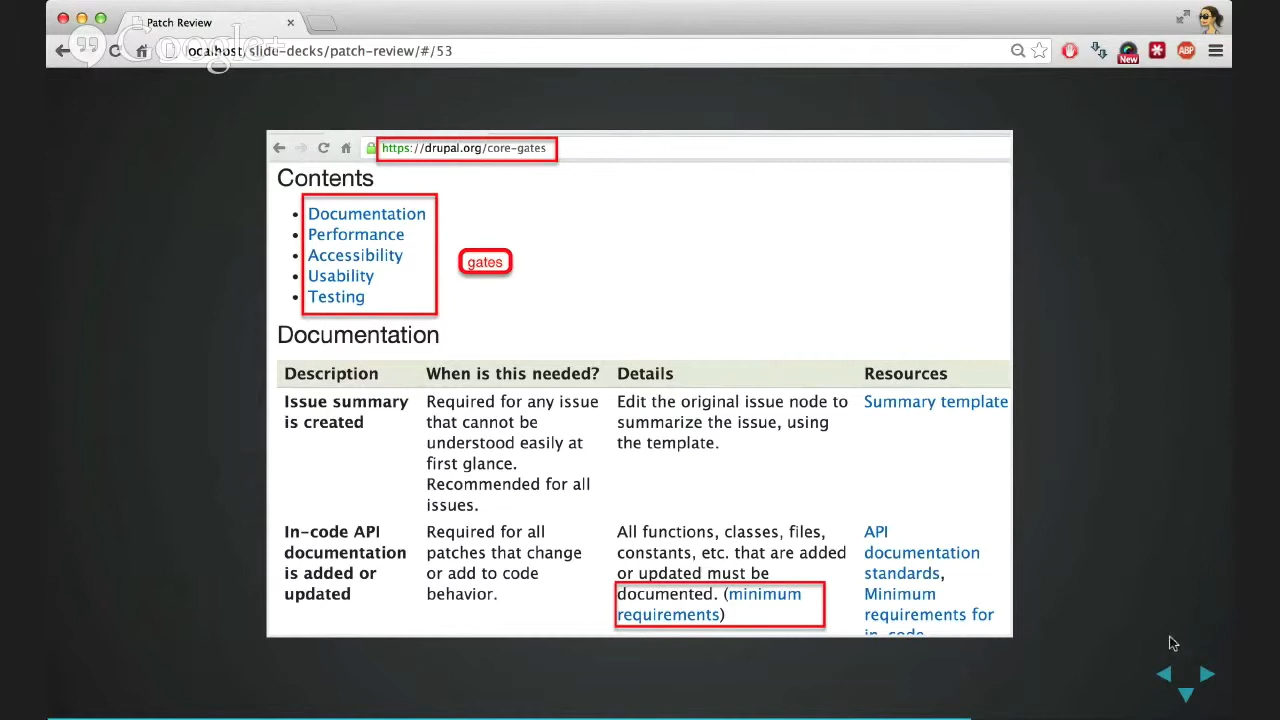 Patch Review
Google+
localhost/slide-decks/patch-review/#/53
New
ABP
https://drupal.org/core-gates
Contents
Documentation
Performance
Accessibility
Usability
Testing
gates
Documentation
Description When is this needed? Details Resources
Issue summary Required for any issue Edit the original issue node to Summary template
is created that cannot be summarize the issue, using
understood easily at the template.
first glance.
Recommended for all
issues.
In-code API Required for all All functions, classes, files, API
documentation patches that change constants, etc. that are added documentation
is added or or add to code or updated must be standards,
updated behavior. documented. (minimum Minimum
requirements) requirements for
in-code